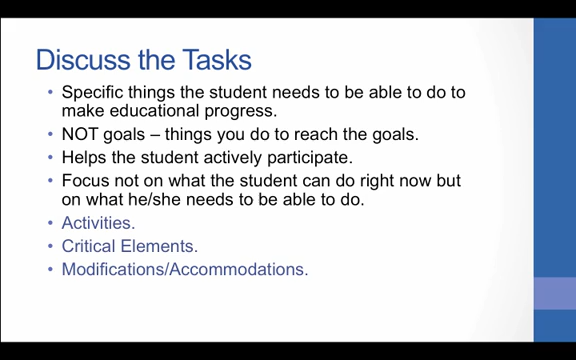 Discuss the Tasks
• Specific things the student needs to be able to do to
make educational progress.
• NOT goals – things you do to reach the goals.
• Helps the student actively participate.
• Focus not on what the student can do right now but
on what he/she needs to be able to do.
• Activities.
• Critical Elements.
• Modifications/Accommodations.